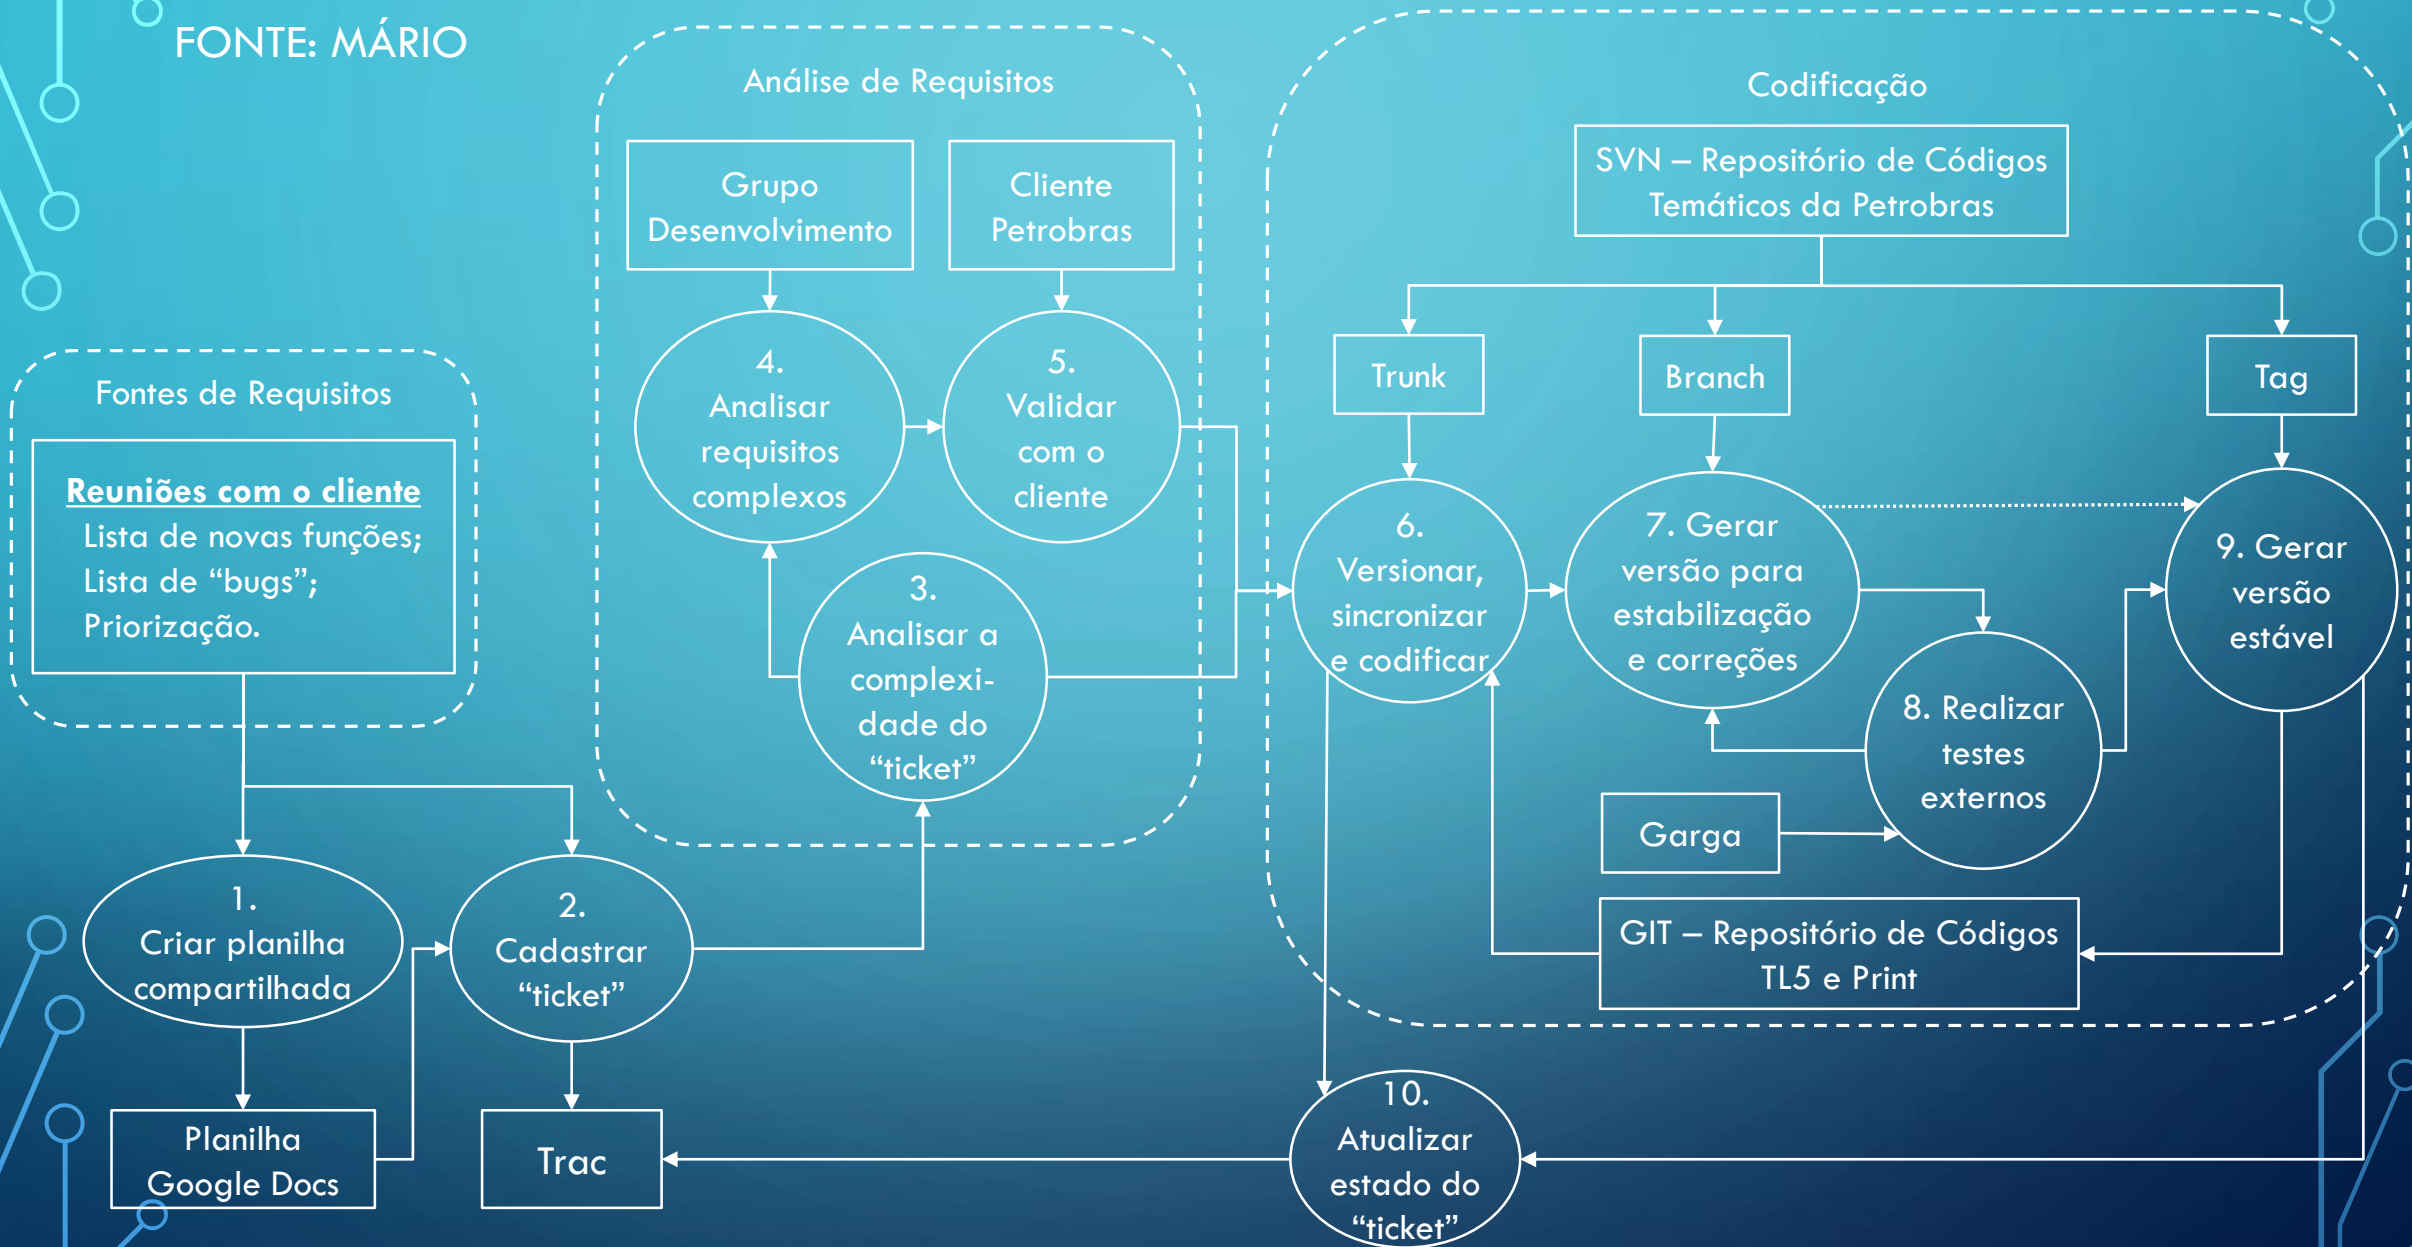 FONTE: MÁRIO
Fontes de Requisitos
Reuniões com o cliente
Lista de novas funções;
Lista de “bugs”;
Priorização.
1.
Criar planilha
compartilhada
Planilha
Google Docs
2.
Cadastrar
“ticket”
Trac
Análise de Requisitos
Grupo
Desenvolvimento
Cliente
Petrobras
4.
Analisar
requisitos
complexos
5.
Validar
com o
cliente
3.
Analisar a
complexi-
dade do
“ticket”
Codificação
SVN – Repositório de Códigos
Temáticos da Petrobras
Trunk
Branch
Tag
6.
Versionar,
sincronizar
e codificar
7. Gerar
versão para
estabilização
e correções
8. Realizar
testes
externos
9. Gerar
versão
estável
Garga
GIT – Repositório de Códigos
TL5 e Print
10.
Atualizar
estado do
“ticket”